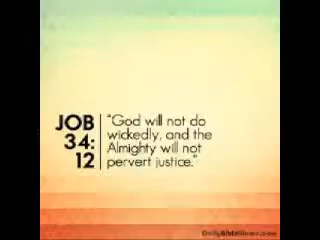 JOB
34:
12
"God will not do
wickedly, and the
Almighty will not
pervert justice."